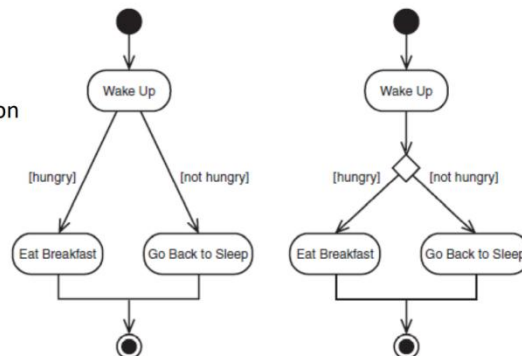 on
Wake Up
[hungry]
[not hungry]
Eat Breakfast
Go Back to Sleep
Wake Up
[hungry]
[not hungry]
Eat Breakfast
Go Back to Sleep